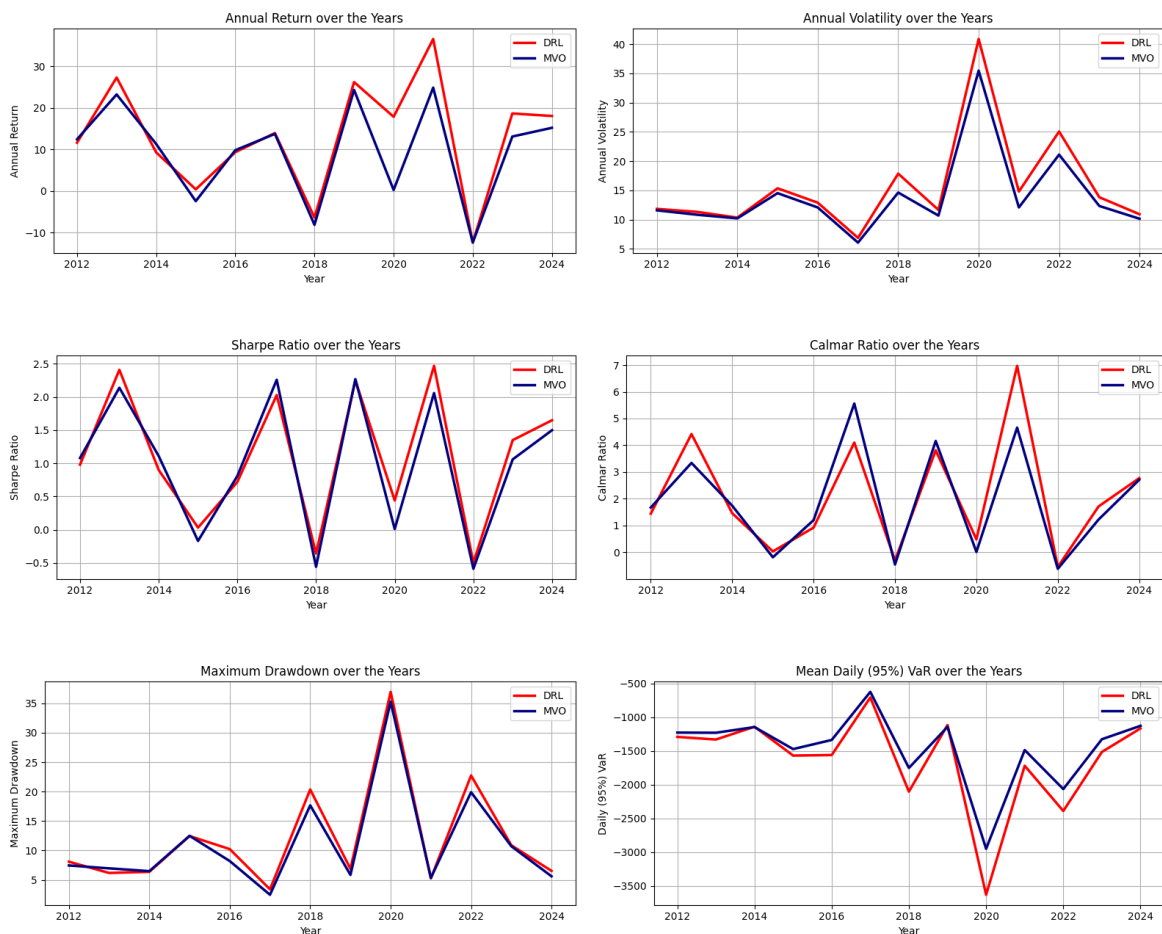 Annual Return over the Years
Annual Return
30
20
10
0
−10
DRL
MVO
2012 2014 2016 2018 2020 2022 2024
Year
Annual Volatility over the Years
Annual Volatility
40
35
30
25
20
15
10
5
DRL
MVO
2012 2014 2016 2018 2020 2022 2024
Year
Sharpe Ratio over the Years
Sharpe Ratio
2.5
2.0
1.5
1.0
0.5
0.0
−0.5
DRL
MVO
2012 2014 2016 2018 2020 2022 2024
Year
Calmar Ratio over the Years
Calmar Ratio
7
6
5
4
3
2
1
0
DRL
MVO
2012 2014 2016 2018 2020 2022 2024
Year
Maximum Drawdown over the Years
Maximum Drawdown
35
30
25
20
15
10
5
DRL
MVO
2012 2014 2016 2018 2020 2022 2024
Year
Mean Daily (95%) VaR over the Years
Daily (95%) VaR
−500
−1000
−1500
−2000
−2500
−3000
−3500
DRL
MVO
2012 2014 2016 2018 2020 2022 2024
Year